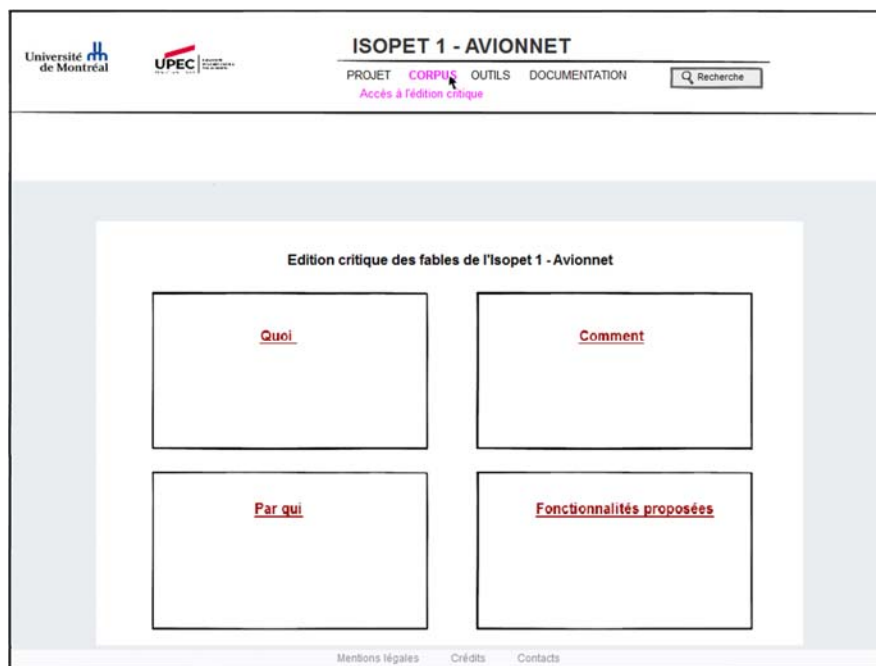 Université
de Montréal
UPEC
ISOPET 1 - AVIONNET
PROJET CORPUS OUTILS DOCUMENTATION
Recherche
Accès à l'édition critique
Edition critique des fables de l'Isopet 1 - Avionnet
Quoi
Comment
Par qui
Fonctionnalités proposées
Mentions légales Crédits Contacts